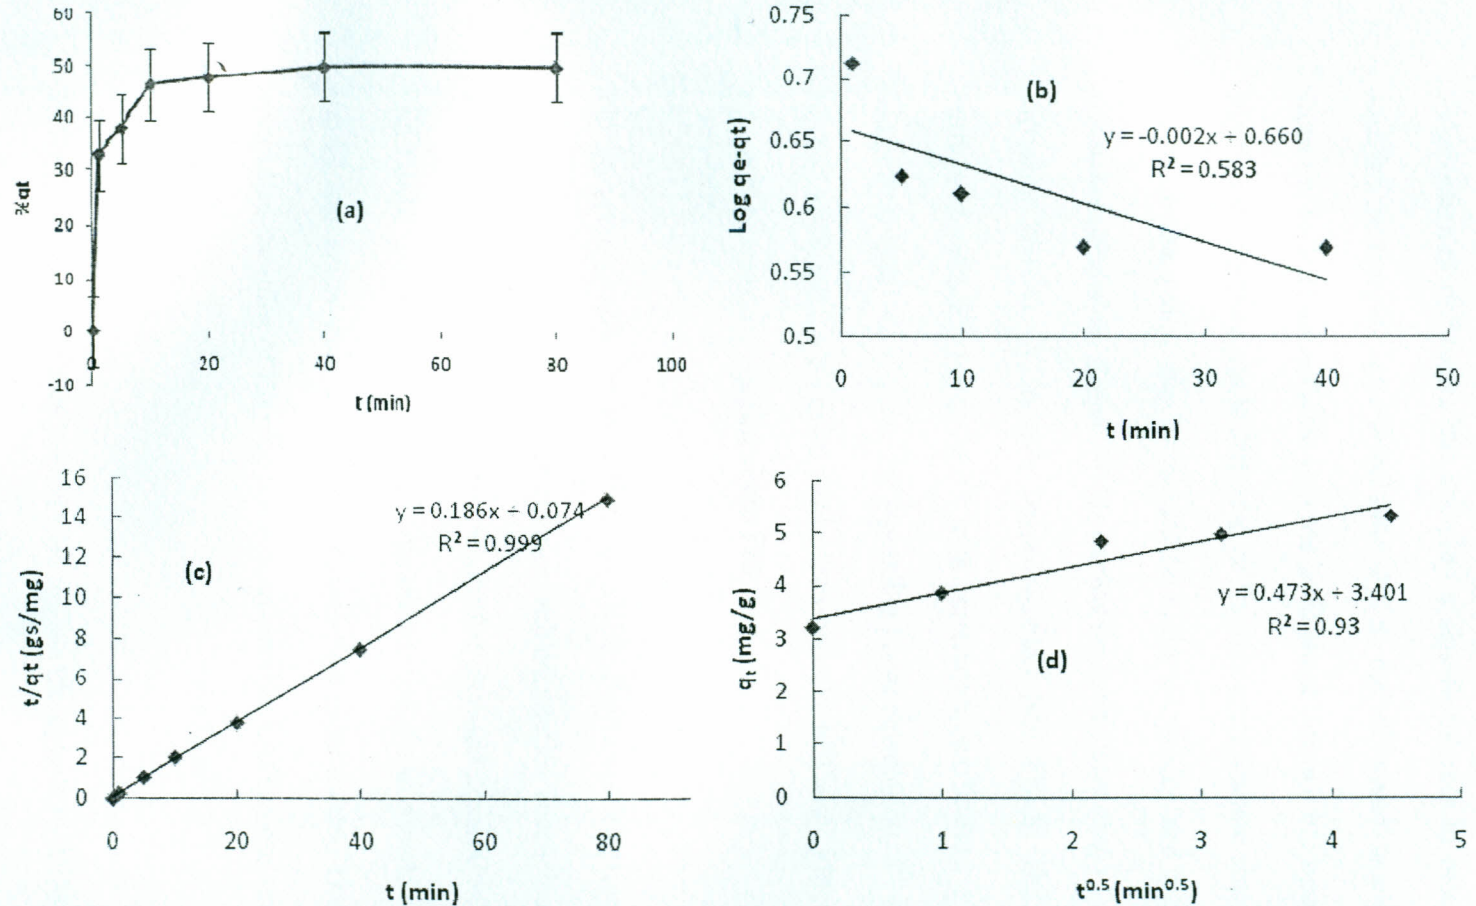 60
50
40
30
20
10
0
-10
%qt
(a)
0
20
40
60
80
100
t (min)
0.75
0.7
0.65
0.6
0.55
0.5
Log qe-qt)
(b)
y = -0.002x + 0.660
R² = 0.583
0
10
20
30
40
50
t (min)
16
14
12
10
8
6
4
2
0
t/qt (gs/mg)
(c)
y = 0.186x + 0.074
R² = 0.999
0
20
40
60
80
t (min)
6
5
4
3
2
1
0
qt (mg/g)
y = 0.473x + 3.401
R² = 0.93
(d)
0
1
2
3
4
5
t⁰·⁵ (min⁰·⁵)